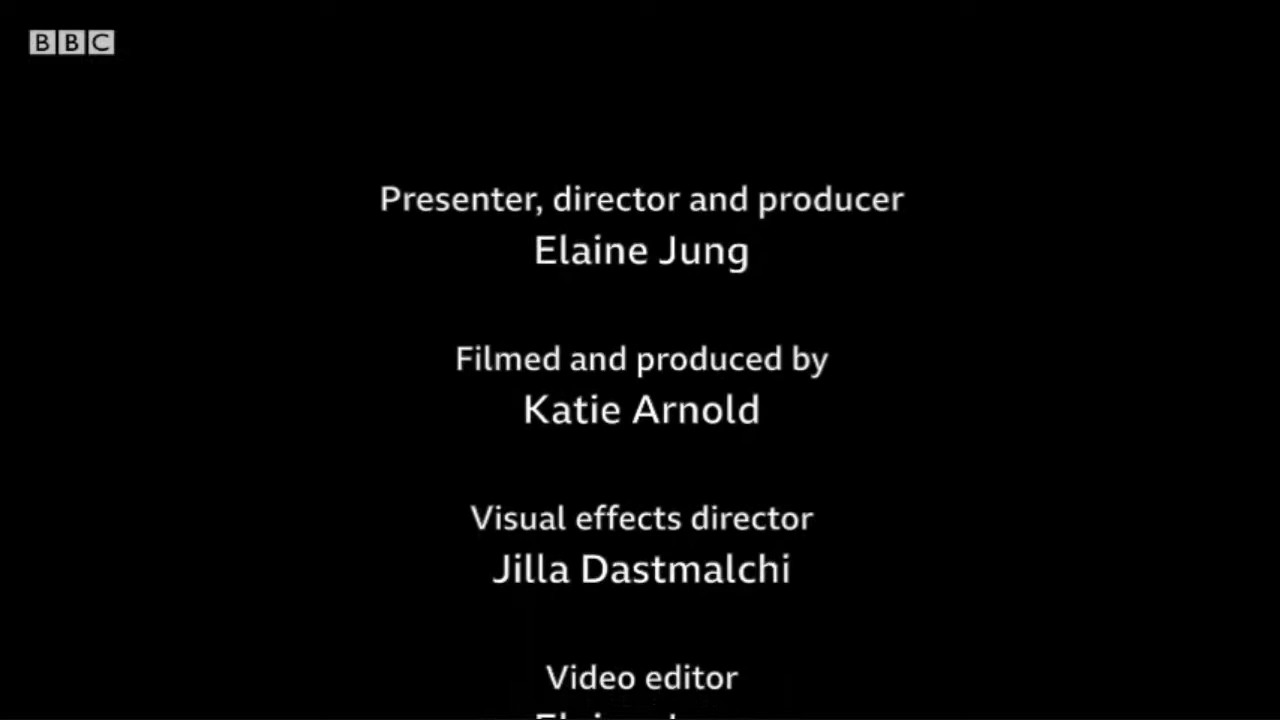 BBC
Presenter, director and producer
Elaine Jung
Filmed and produced by
Katie Arnold
Visual effects director
Jilla Dastmalchi
Video editor